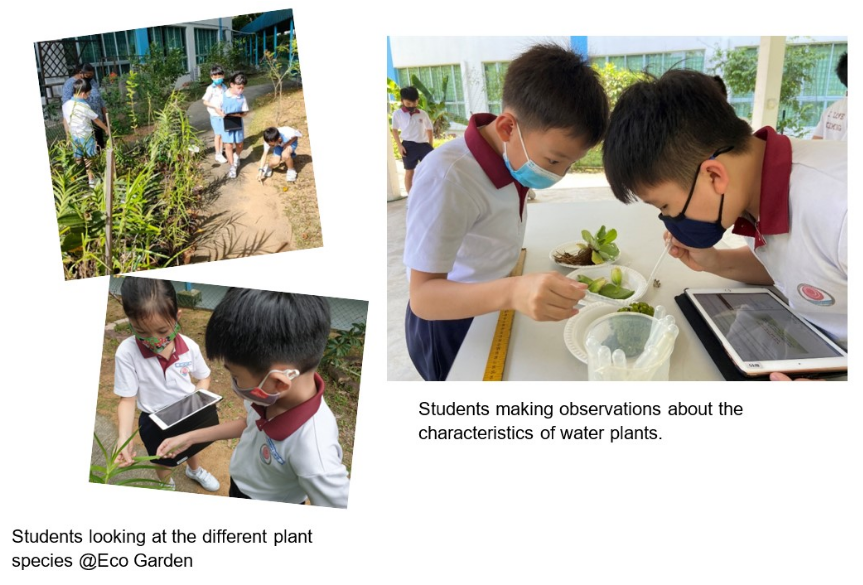 Students making observations about the
characteristics of water plants.
Students looking at the different plant
species @Eco Garden